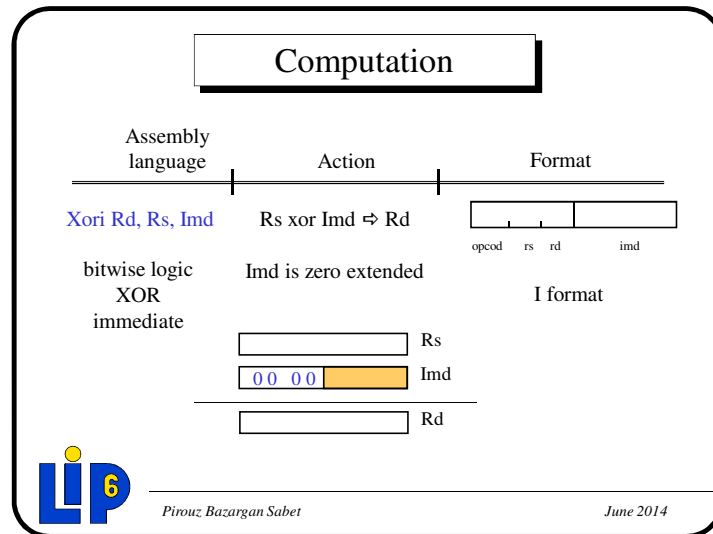 Computation
Assembly
language
Action
Format
Xori Rd, Rs, Imd
Rs xor Imd ⇨ Rd
opcod rs rd imd
bitwise logic
XOR
immediate
Imd is zero extended
I format
Rs
00 00
Imd
Rd
LIP6
Pirouz Bazargan Sabet
June 2014